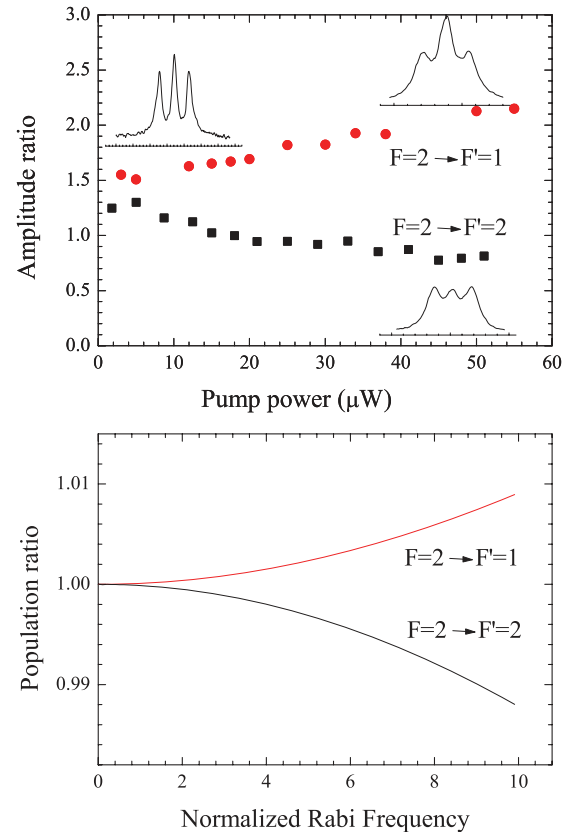 3.0
2.5
2.0
1.5
1.0
0.5
0.0
Amplitude ratio
F=2→F'=1
F=2→F'=2
0 10 20 30 40 50 60
Pump power (μW)
1.01
1.00
0.99
Population ratio
F=2→F'=1
F=2→F'=2
0 2 4 6 8 10
Normalized Rabi Frequency